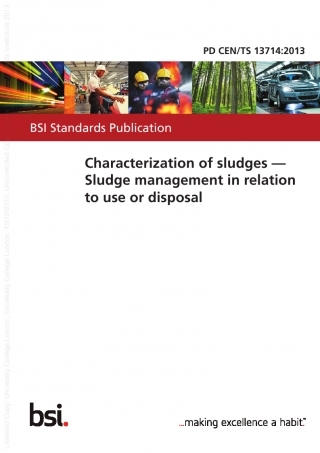 PD CEN/TS 13714:2013
BSI Standards Publication
Characterization of sludges —
Sludge management in relation
to use or disposal
bsi.
...making excellence a habit.™